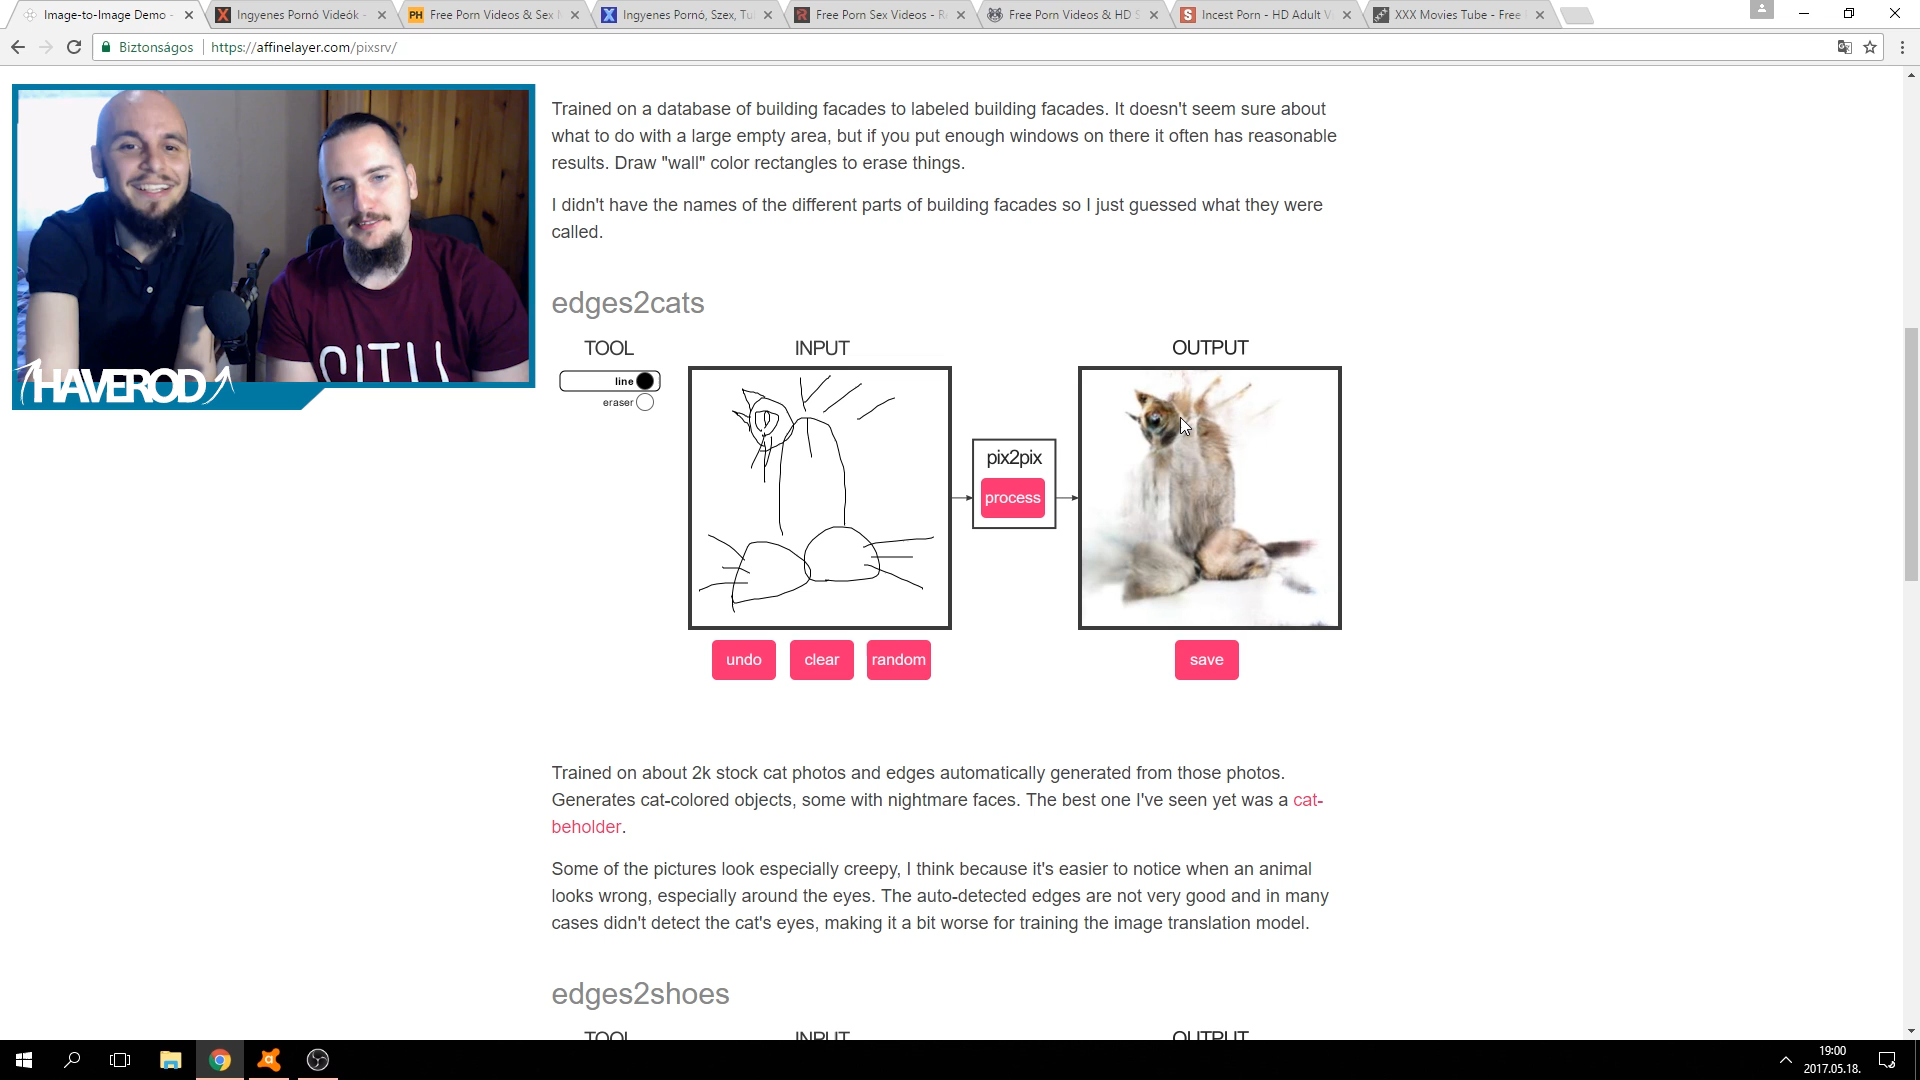 Image-to-Image Demo -
Ingyenes Pornó Videók -
Free Porn Videos & Sex
Ingyenes Pornó, Szex, Tu
Free Porn Sex Videos - R
Free Porn Videos & HD S
Incest Porn - HD Adult V
XXX Movies Tube - Free
Biztonságos
https://affinelayer.com/pixsrv/
Trained on a database of building facades to labeled building facades. It doesn't seem sure about
what to do with a large empty area, but if you put enough windows on there it often has reasonable
results. Draw "wall" color rectangles to erase things.
I didn't have the names of the different parts of building facades so I just guessed what they were
called.
HAVEROD
edges2cats
TOOL
INPUT
OUTPUT
line
eraser
pix2pix
process
undo
clear
random
save
Trained on about 2k stock cat photos and edges automatically generated from those photos.
Generates cat-colored objects, some with nightmare faces. The best one I've seen yet was a cat-
beholder.
Some of the pictures look especially creepy, I think because it's easier to notice when an animal
looks wrong, especially around the eyes. The auto-detected edges are not very good and in many
cases didn't detect the cat's eyes, making it a bit worse for training the image translation model.
edges2shoes
TOOL
INPUT
OUTPUT
19:00
2017.05.18.